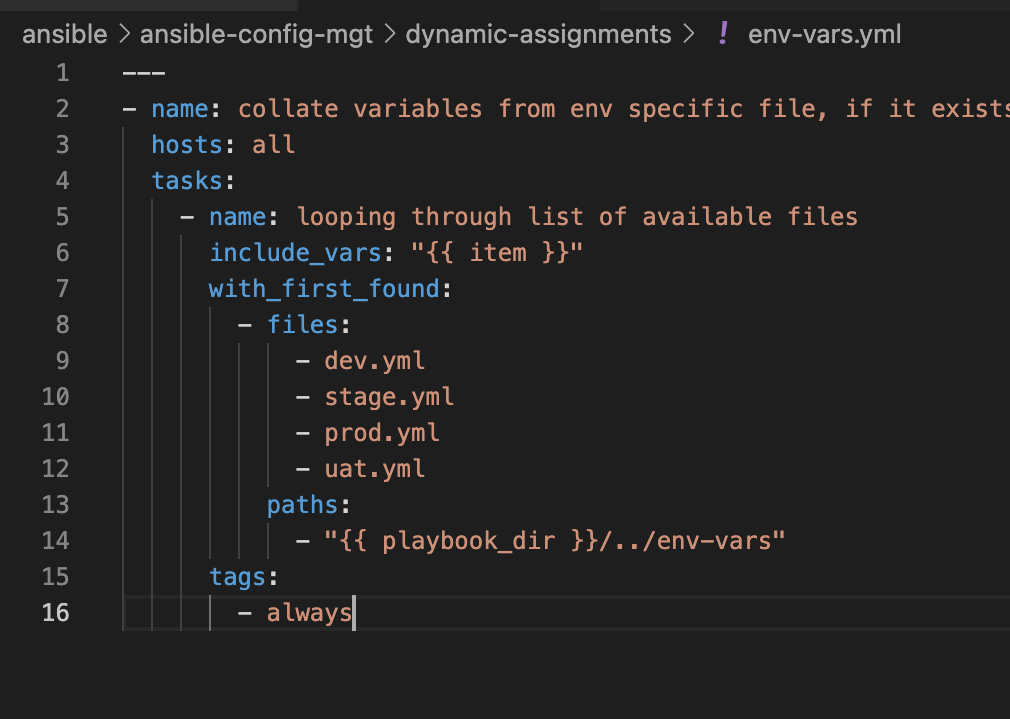 ansible > ansible-config-mgt > dynamic-assignments > ! env-vars.yml
1 ---
2 - name: collate variables from env specific file, if it exists
3 hosts: all
4 tasks:
5 - name: looping through list of available files
6 include_vars: "{{ item }}"
7 with_first_found:
8 - files:
9 - dev.yml
10 - stage.yml
11 - prod.yml
12 - uat.yml
13 paths:
14 - "{{ playbook_dir }}/../env-vars"
15 tags:
16 - always